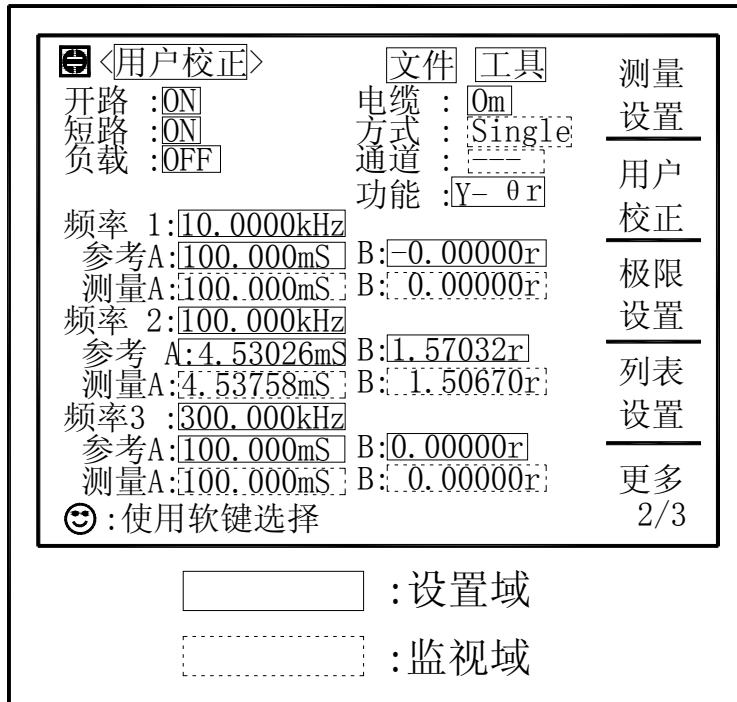 <用户校正> 文件 工具
开路 :ON 电缆 : 0m
短路 :ON 方式 : Single
负载 :OFF 通道 : ---
功能 :Y- θr
频率 1:10.0000kHz
参考A:100.000mS B:-0.00000r
测量A:100.000mS B: 0.00000r
频率 2:100.000kHz
参考 A:4.53026mS B:1.57032r
测量A:4.53758mS B: 1.50670r
频率3 :300.000kHz
参考A:100.000mS B:0.00000r
测量A:100.000mS B: 0.00000r
:使用软键选择
测量
设置
用户
校正
极限
设置
列表
设置
更多
2/3
:设置域
:监视域